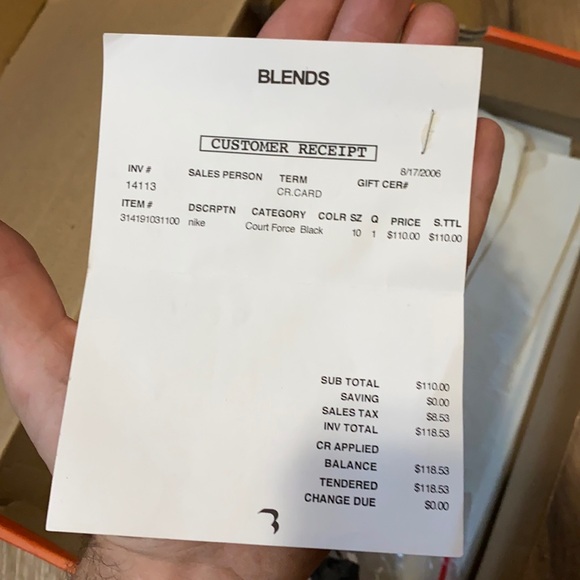 BLENDS
CUSTOMER RECEIPT
8/17/2006
INV # SALES PERSON TERM GIFT CER#
14113 CR.CARD
ITEM # DSCRPTN CATEGORY COLR SZ Q PRICE S.TTL
314191031100 nike Court Force Black 10 1 $110.00 $110.00
SUB TOTAL $110.00
SAVING $0.00
SALES TAX $8.53
INV TOTAL $118.53
CR APPLIED
BALANCE $118.53
TENDERED $118.53
CHANGE DUE $0.00